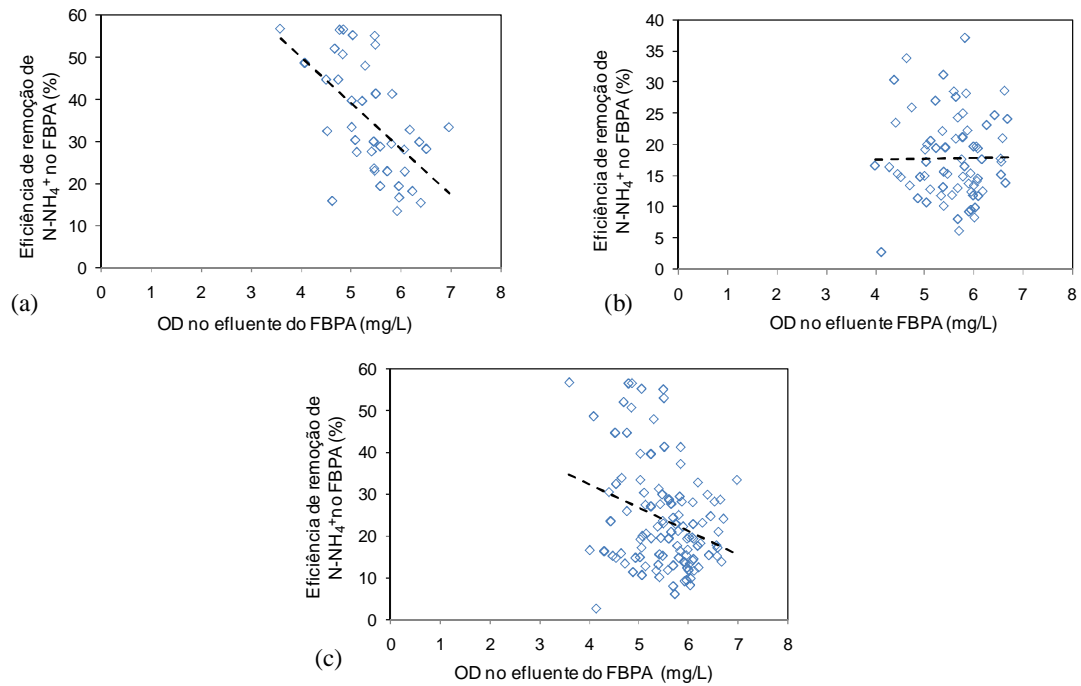 60
50
40
30
20
10
0
0 1 2 3 4 5 6 7 8
Eficiência de remoção de
N-NH₄⁺ no FBPA (%)
OD no efluente do FBPA (mg/L)
(a)
40
35
30
25
20
15
10
5
0
0 1 2 3 4 5 6 7 8
Eficiência de remoção de
N-NH₄⁺ no FBPA (%)
OD no efluente FBPA (mg/L)
(b)
60
50
40
30
20
10
0
0 1 2 3 4 5 6 7 8
Eficiência de remoção de
N-NH₄⁺ no FBPA (%)
OD no efluente do FBPA (mg/L)
(c)